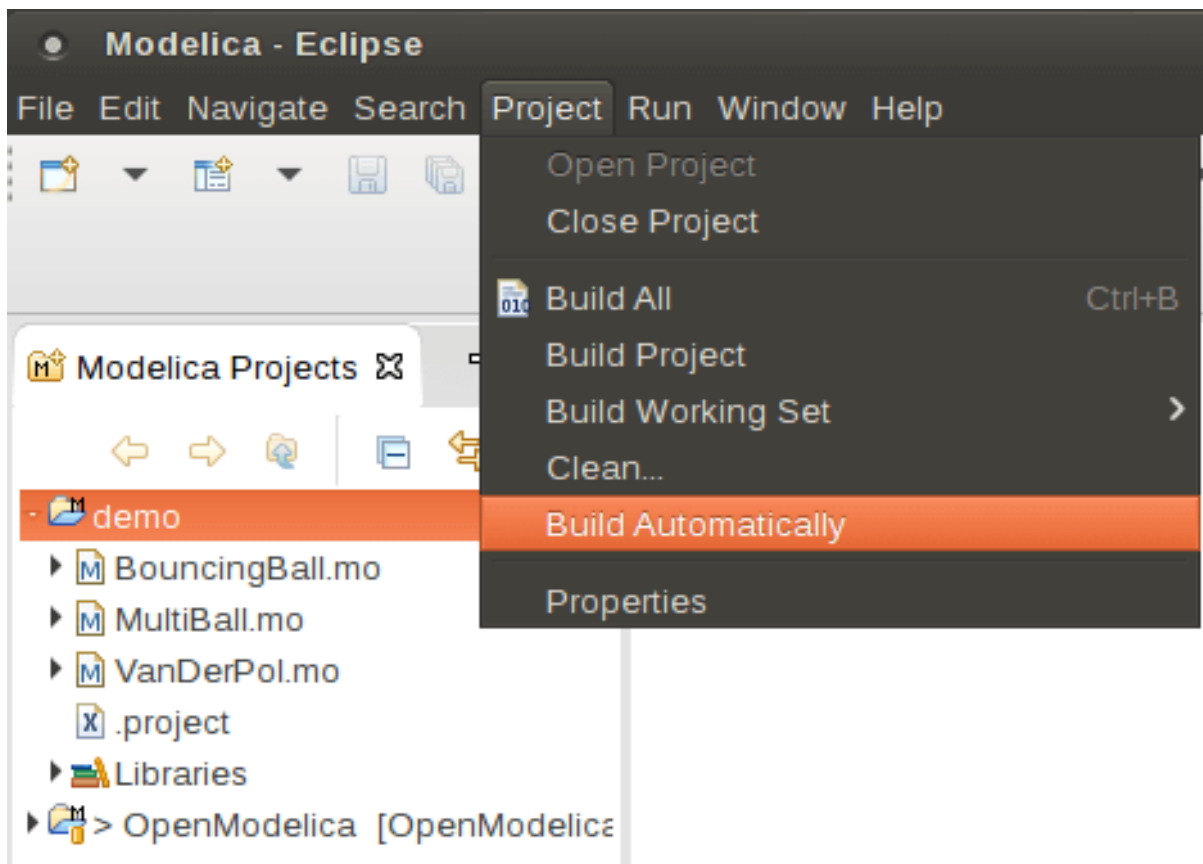 Modelica - Eclipse
File Edit Navigate Search Project Run Window Help
Open Project
Close Project
Build All Ctrl+B
Build Project
Build Working Set
Clean...
Build Automatically
Properties
Modelica Projects
demo
BouncingBall.mo
MultiBall.mo
VanDerPol.mo
.project
Libraries
> OpenModelica [OpenModelica